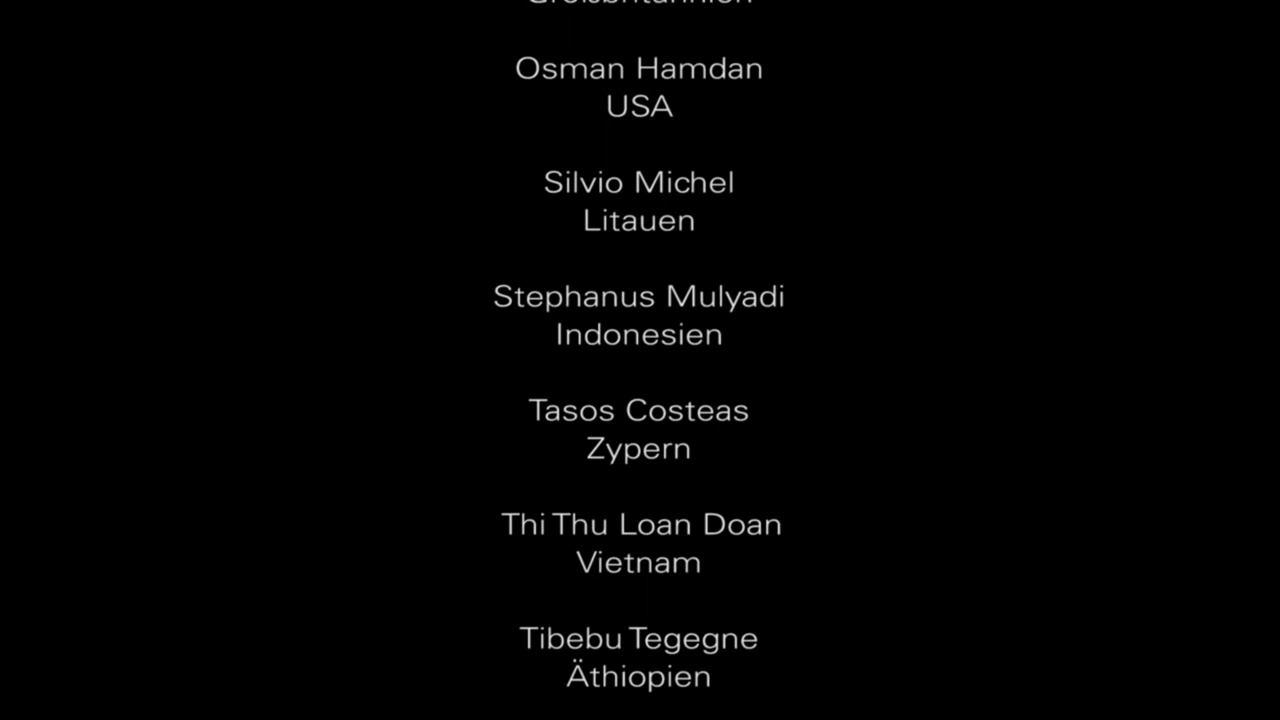 Großbritannien
Osman Hamdan
USA
Silvio Michel
Litauen
Stephanus Mulyadi
Indonesien
Tasos Costeas
Zypern
Thi Thu Loan Doan
Vietnam
Tibebu Tegegne
Äthiopien